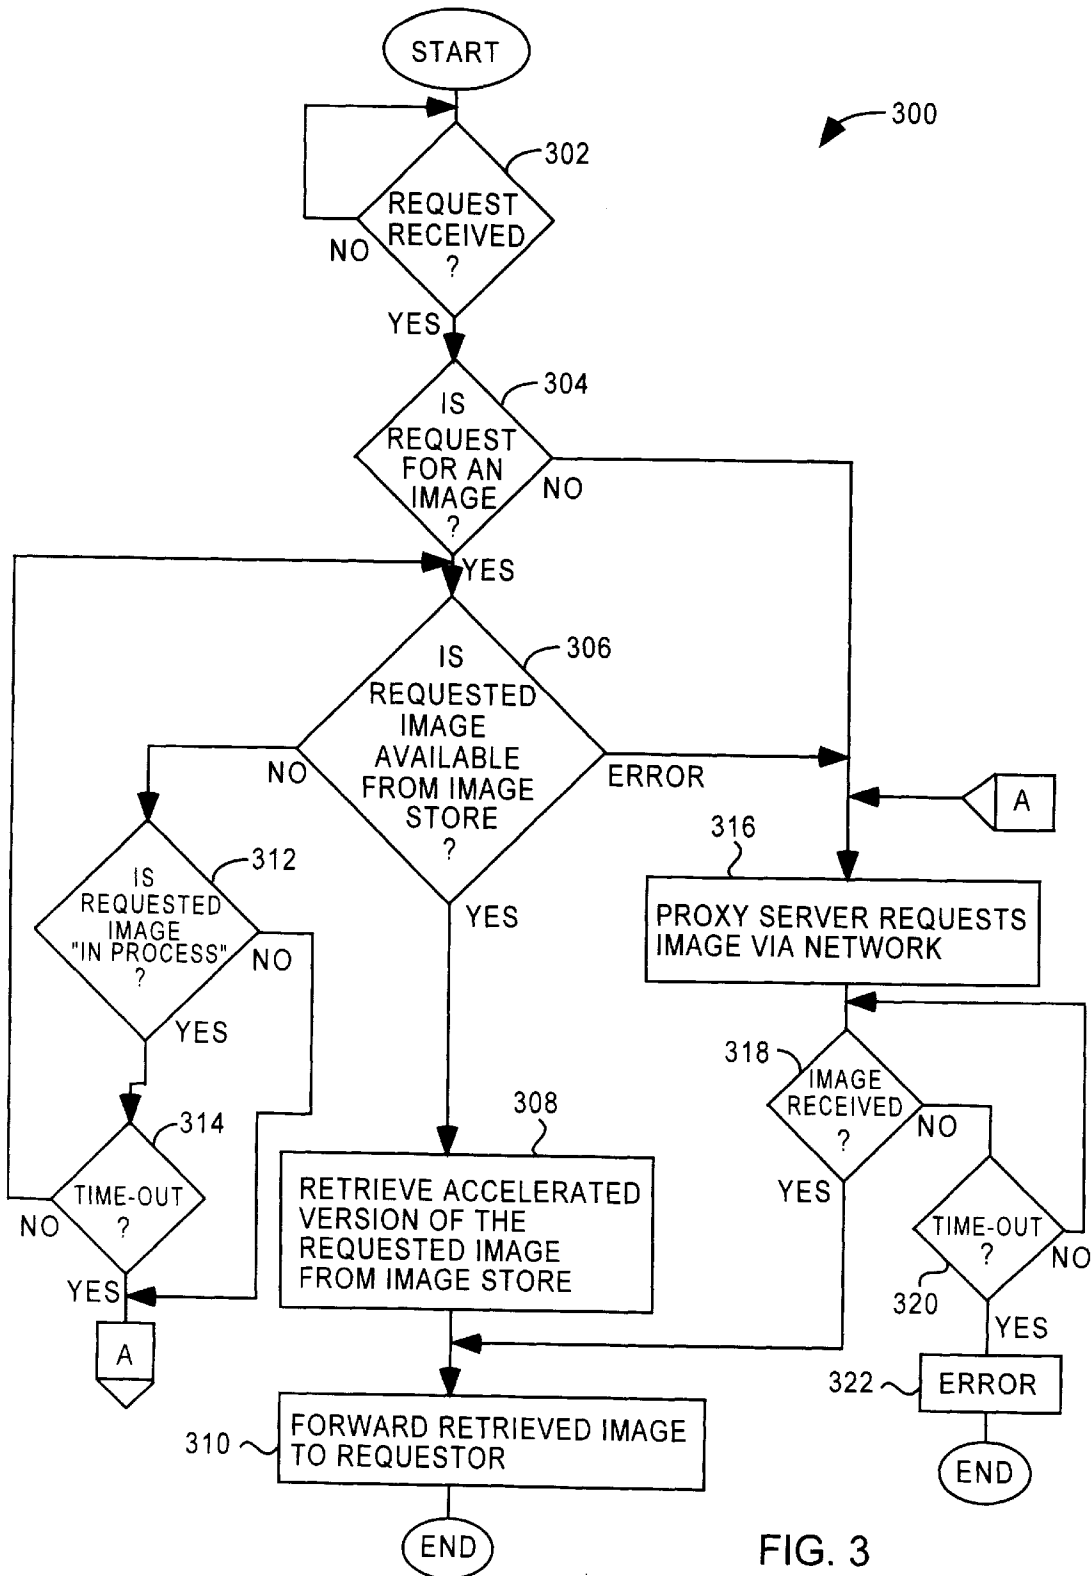 START
300
302
REQUEST
RECEIVED
?
NO
YES
304
IS
REQUEST
FOR AN
IMAGE
?
NO
YES
306
IS
REQUESTED
IMAGE
AVAILABLE
FROM IMAGE
STORE
?
NO
ERROR
YES
A
316
PROXY SERVER REQUESTS
IMAGE VIA NETWORK
312
IS
REQUESTED
IMAGE
"IN PROCESS"
?
NO
YES
314
TIME-OUT
?
NO
YES
A
318
IMAGE
RECEIVED
?
NO
YES
308
RETRIEVE ACCELERATED
VERSION OF THE
REQUESTED IMAGE
FROM IMAGE STORE
TIME-OUT
?
NO
320
YES
322
ERROR
END
310
FORWARD RETRIEVED IMAGE
TO REQUESTOR
END
FIG. 3